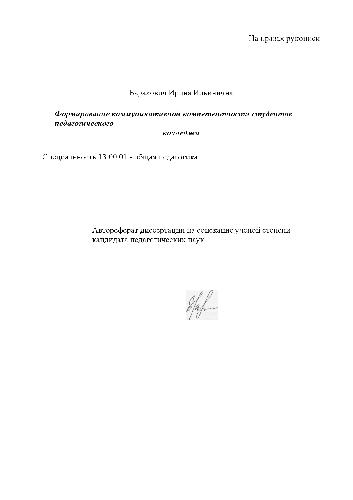 На правах рукописи
Баракович Ирина Ильинична
Формирование коммуникативной компетентности студентов
педагогического
колледжа
Специальность 13.00.01 - общая педагогика
Автореферат диссертации на соискание ученой степени
кандидата педагогических наук